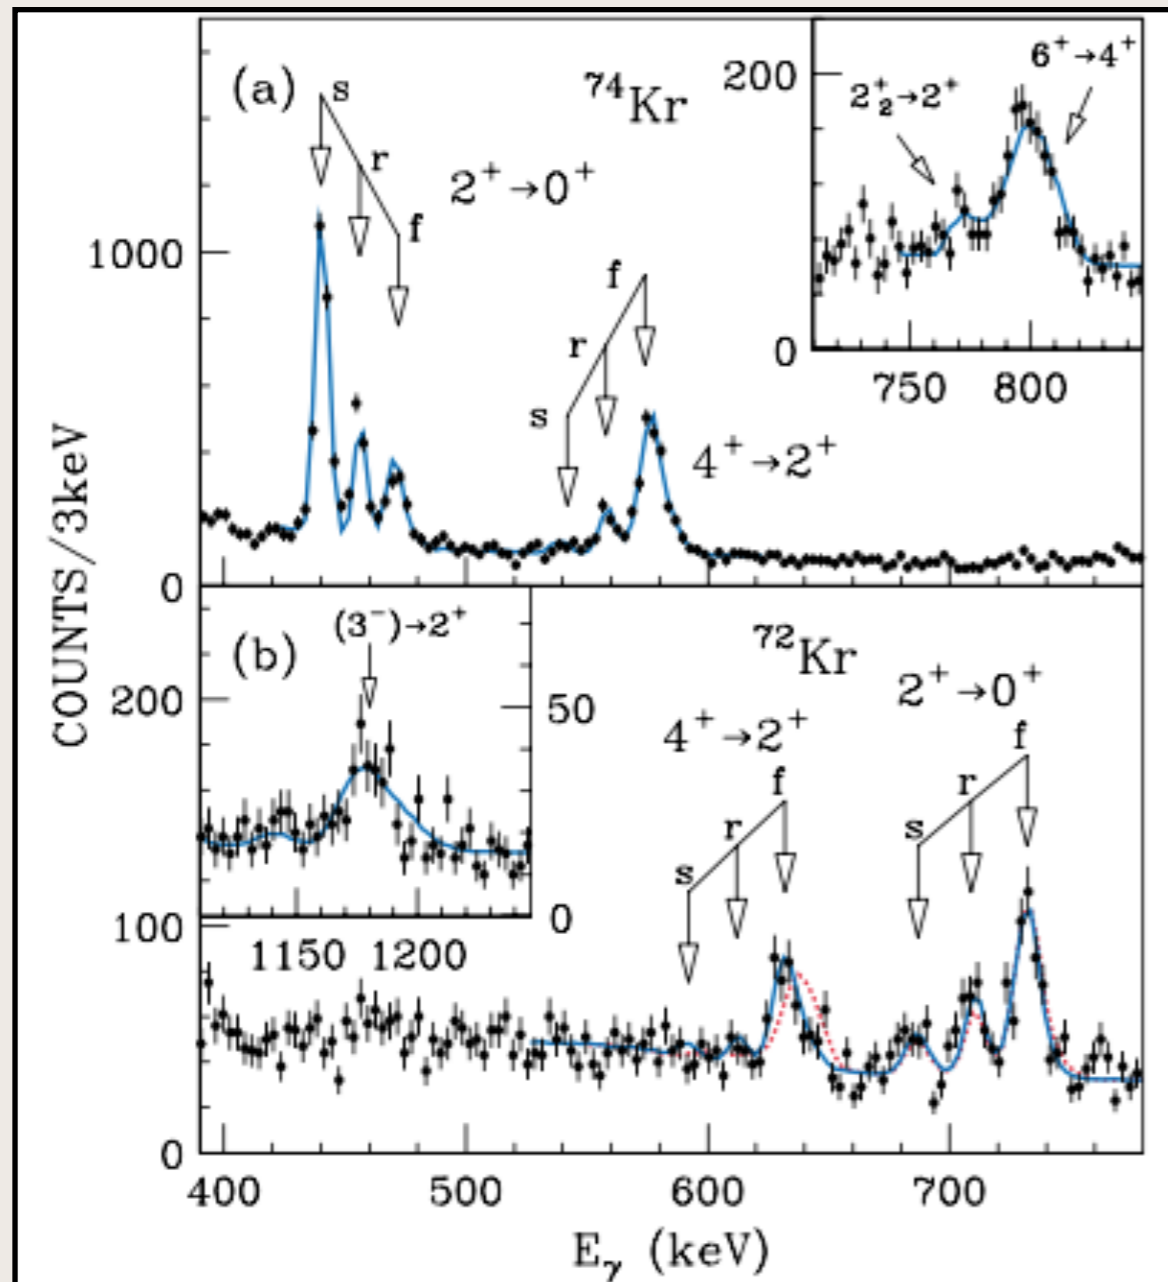 (a)
s
r
f
⁷⁴Kr
2⁺→0⁺
s
r
f
4⁺→2⁺
200
0
2⁺₂→2⁺
6⁺→4⁺
750 800
1000
0
COUNTS/3keV
(b)
(3⁻)→2⁺
50
0
1150 1200
⁷²Kr
4⁺→2⁺
s
r
f
2⁺→0⁺
s
r
f
200
100
0
400 500 600 700
Eᵧ (keV)